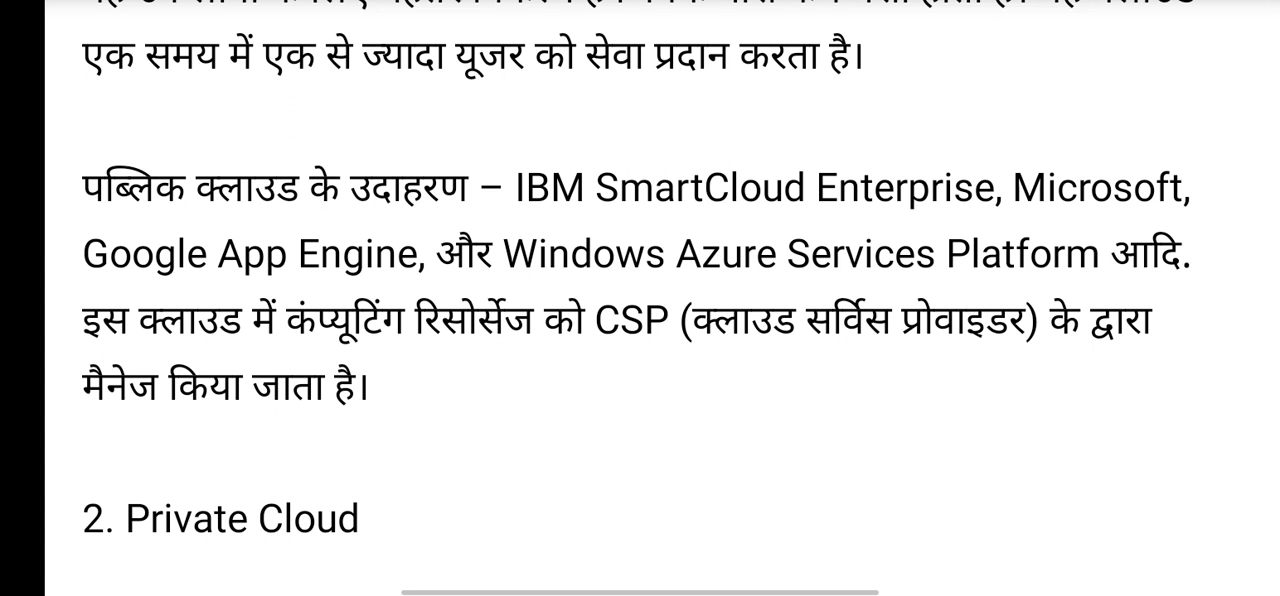 एक समय में एक से ज्यादा यूजर को सेवा प्रदान करता है।
पब्लिक क्लाउड के उदाहरण – IBM SmartCloud Enterprise, Microsoft,
Google App Engine, और Windows Azure Services Platform आदि.
इस क्लाउड में कंप्यूटिंग रिसोर्सेज को CSP (क्लाउड सर्विस प्रोवाइडर) के द्वारा
मैनेज किया जाता है।
2. Private Cloud